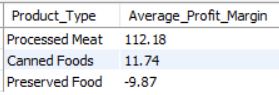 Product_Type Average_Profit_Margin
Processed Meat 112.18
Canned Foods 11.74
Preserved Food -9.87